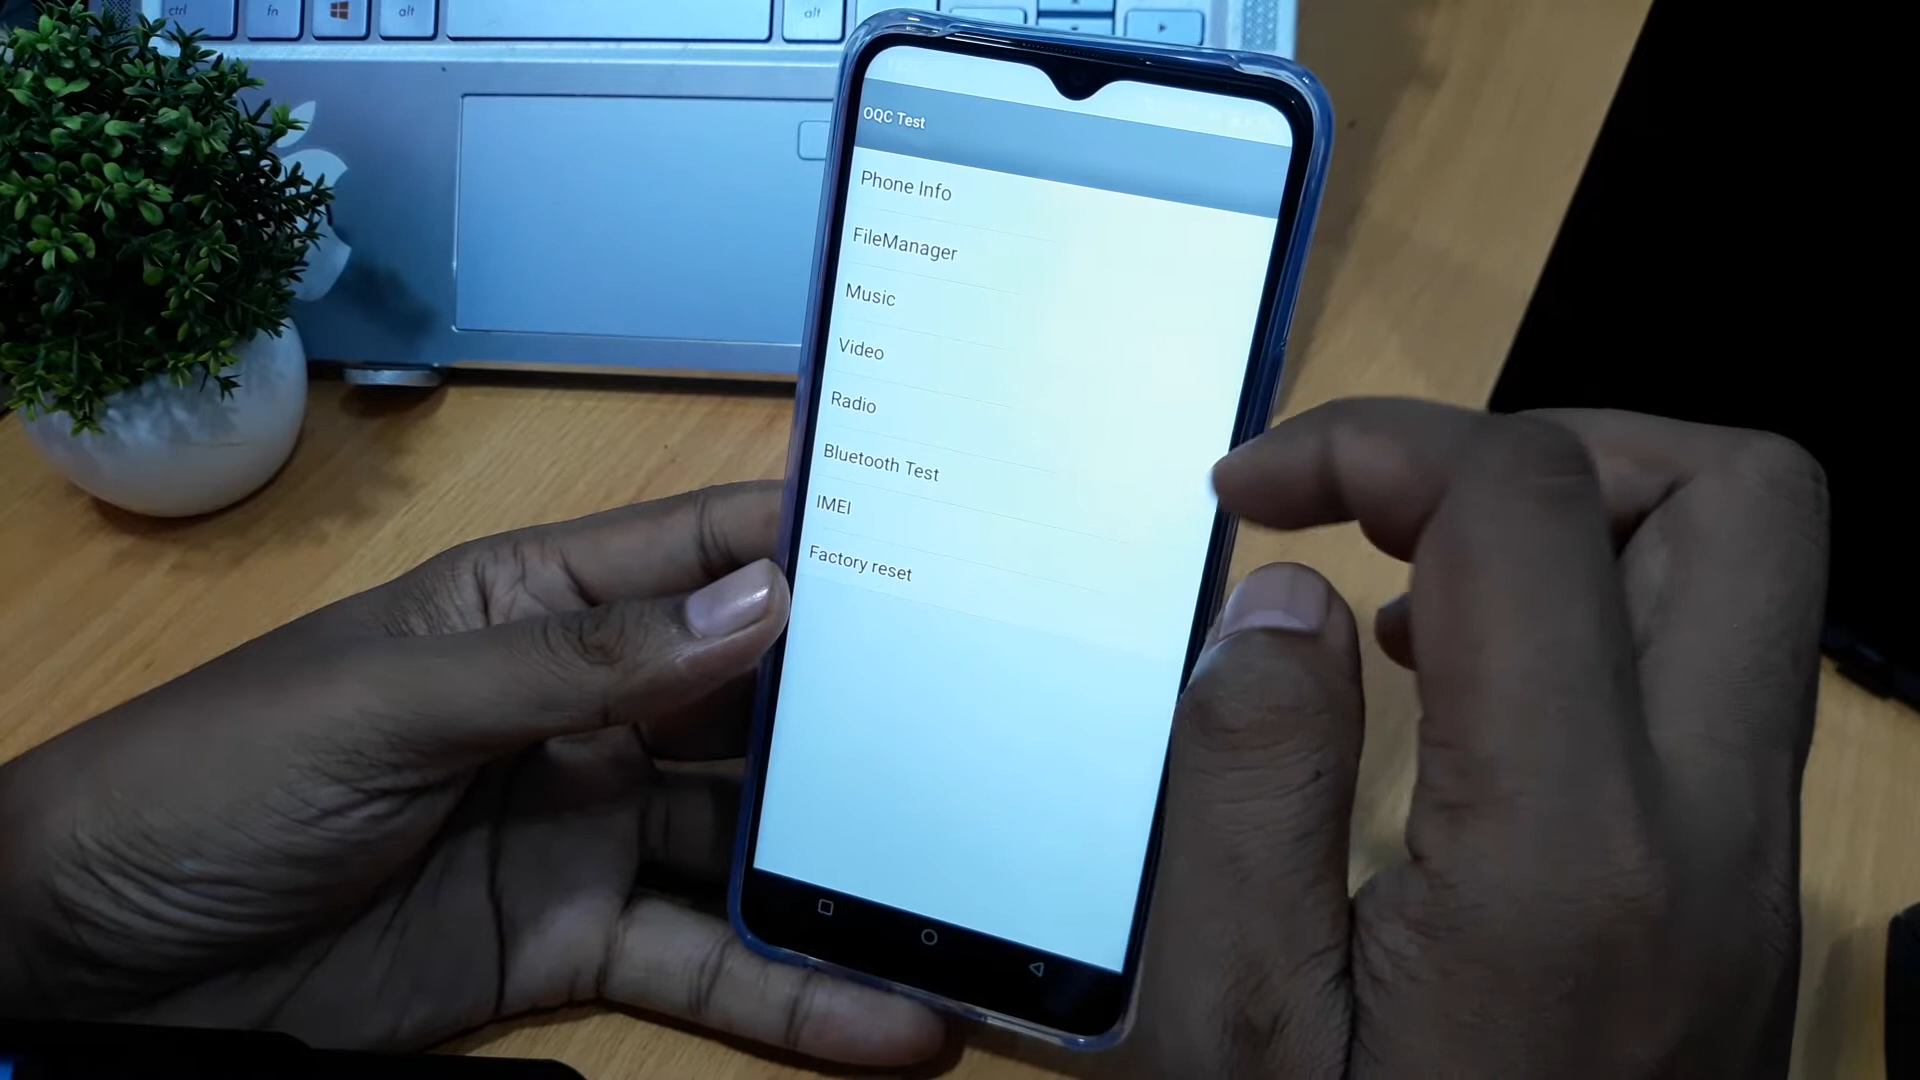 ctrl
fn
alt
alt
OQC Test
Phone Info
FileManager
Music
Video
Radio
Bluetooth Test
IMEI
Factory reset